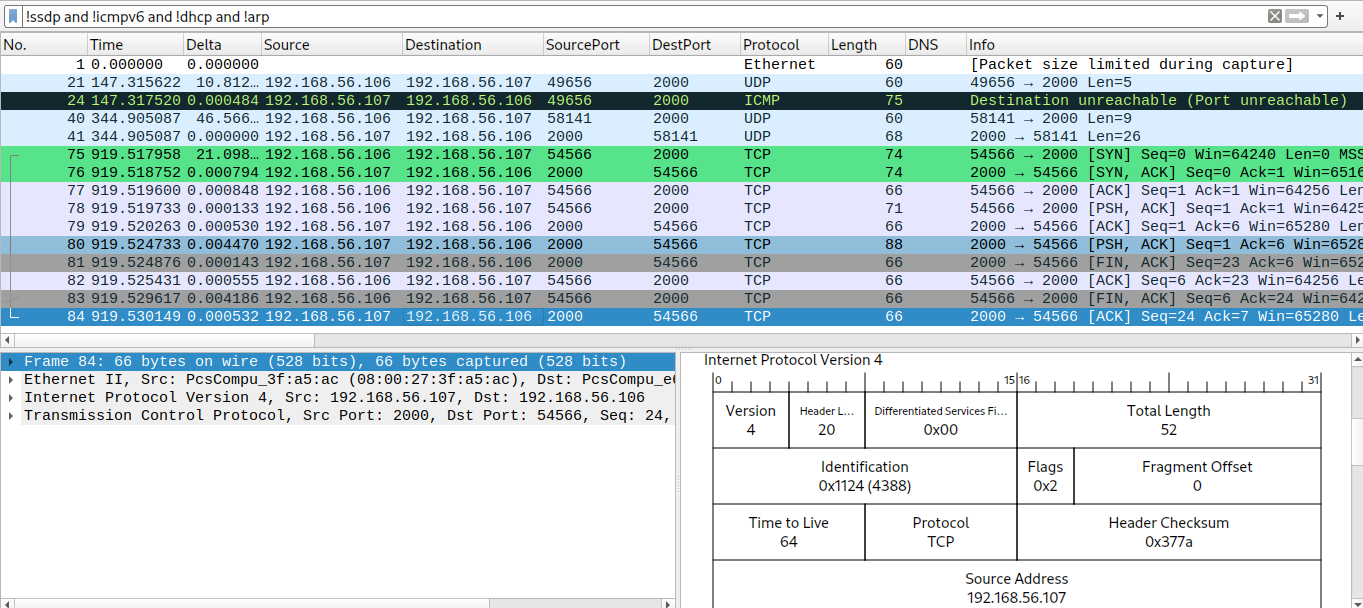 !ssdp and !icmpv6 and !dhcp and !arp
No. Time Delta Source Destination SourcePort DestPort Protocol Length DNS Info
1 0.000000 0.000000 Ethernet 60 [Packet size limited during capture]
21 147.315622 10.812… 192.168.56.106 192.168.56.107 49656 2000 UDP 60 49656 → 2000 Len=5
24 147.317520 0.000484 192.168.56.107 192.168.56.106 49656 2000 ICMP 75 Destination unreachable (Port unreachable)
40 344.905087 46.566… 192.168.56.106 192.168.56.107 58141 2000 UDP 60 58141 → 2000 Len=9
41 344.905087 0.000000 192.168.56.107 192.168.56.106 2000 58141 UDP 68 2000 → 58141 Len=26
75 919.517958 21.098… 192.168.56.106 192.168.56.107 54566 2000 TCP 74 54566 → 2000 [SYN] Seq=0 Win=64240 Len=0 MSS
76 919.518752 0.000794 192.168.56.107 192.168.56.106 2000 54566 TCP 74 2000 → 54566 [SYN, ACK] Seq=0 Ack=1 Win=6516
77 919.519600 0.000848 192.168.56.106 192.168.56.107 54566 2000 TCP 66 54566 → 2000 [ACK] Seq=1 Ack=1 Win=64256 Len
78 919.519733 0.000133 192.168.56.106 192.168.56.107 54566 2000 TCP 71 54566 → 2000 [PSH, ACK] Seq=1 Ack=1 Win=6425
79 919.520263 0.000530 192.168.56.107 192.168.56.106 2000 54566 TCP 66 2000 → 54566 [ACK] Seq=1 Ack=6 Win=65280 Len
80 919.524733 0.004470 192.168.56.107 192.168.56.106 2000 54566 TCP 88 2000 → 54566 [PSH, ACK] Seq=1 Ack=6 Win=6528
81 919.524876 0.000143 192.168.56.107 192.168.56.106 2000 54566 TCP 66 2000 → 54566 [FIN, ACK] Seq=23 Ack=6 Win=652
82 919.525431 0.000555 192.168.56.106 192.168.56.107 54566 2000 TCP 66 54566 → 2000 [ACK] Seq=6 Ack=23 Win=64256 Le
83 919.529617 0.004186 192.168.56.106 192.168.56.107 54566 2000 TCP 66 54566 → 2000 [FIN, ACK] Seq=6 Ack=24 Win=642
84 919.530149 0.000532 192.168.56.107 192.168.56.106 2000 54566 TCP 66 2000 → 54566 [ACK] Seq=24 Ack=7 Win=65280 Le
Frame 84: 66 bytes on wire (528 bits), 66 bytes captured (528 bits)
Ethernet II, Src: PcsCompu_3f:a5:ac (08:00:27:3f:a5:ac), Dst: PcsCompu_e6
Internet Protocol Version 4, Src: 192.168.56.107, Dst: 192.168.56.106
Transmission Control Protocol, Src Port: 2000, Dst Port: 54566, Seq: 24,
Internet Protocol Version 4
0 15 16 31
Version Header L… Differentiated Services Fi… Total Length
4 20 0x00 52
Identification Flags Fragment Offset
0x1124 (4388) 0x2 0
Time to Live Protocol Header Checksum
64 TCP 0x377a
Source Address
192.168.56.107